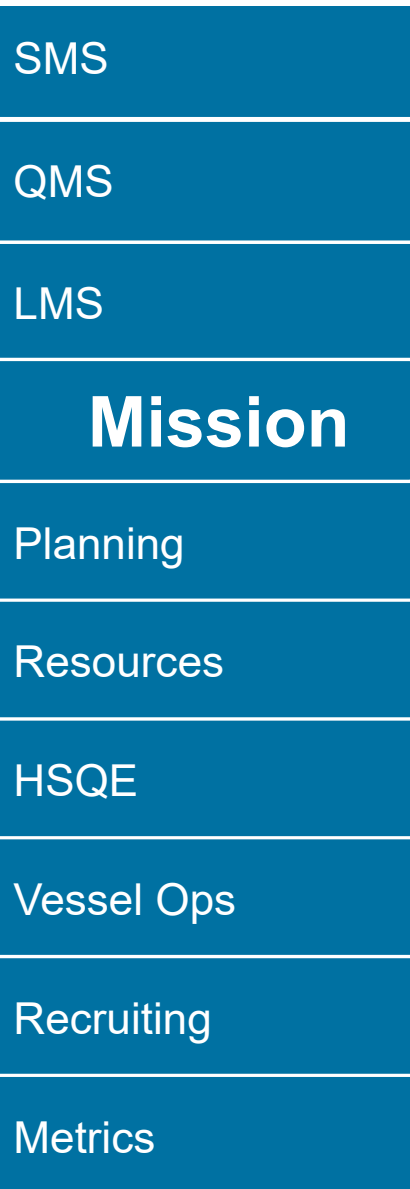 SMS
QMS
LMS
Mission
Planning
Resources
HSQE
Vessel Ops
Recruiting
Metrics